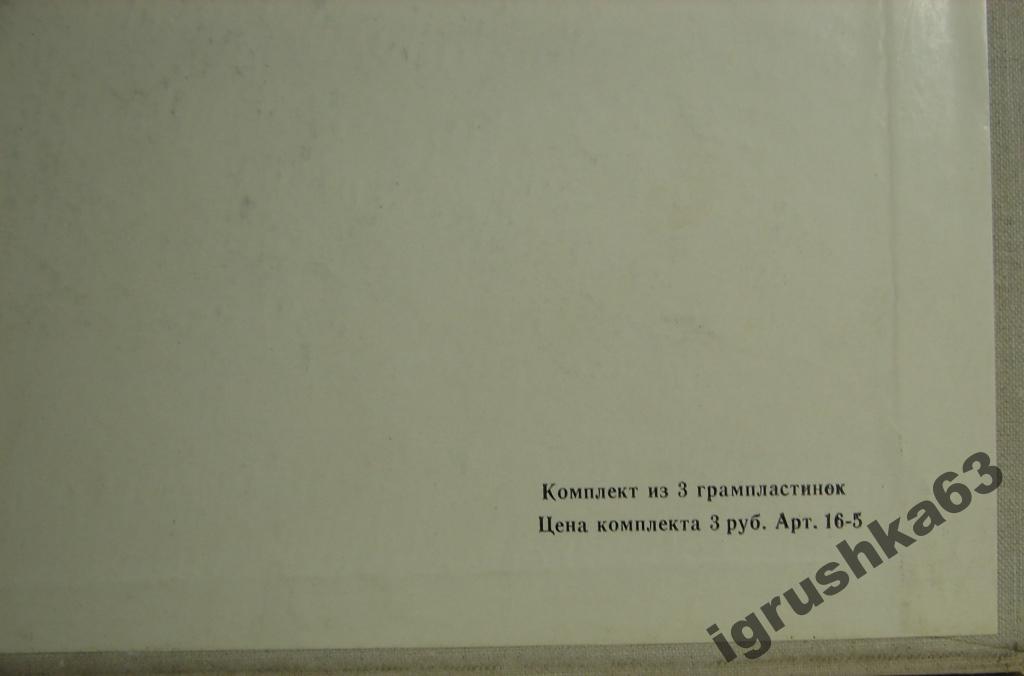 Комплект из 3 грампластинок
Цена комплекта 3 руб. Арт. 16-5
igrushka63